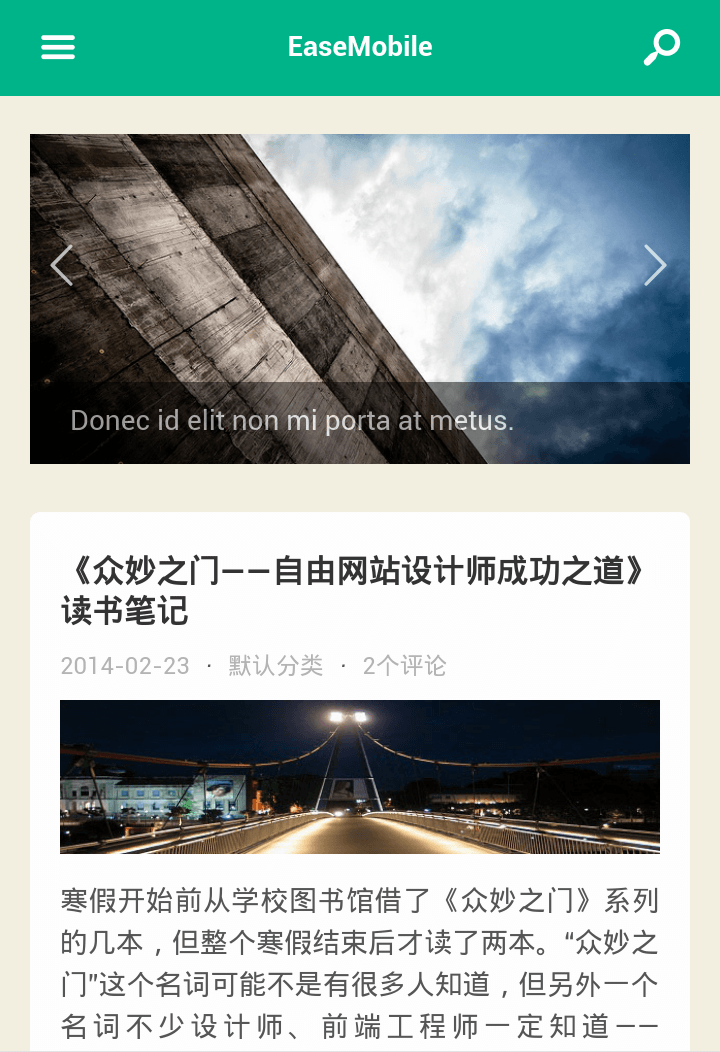 EaseMobile
Donec id elit non mi porta at metus.
《众妙之门——自由网站设计师成功之道》
读书笔记
2014-02-23 · 默认分类 · 2个评论
寒假开始前从学校图书馆借了《众妙之门》系列
的几本，但整个寒假结束后才读了两本。“众妙之
门”这个名词可能不是有很多人知道，但另外一个
名词不少设计师、前端工程师一定知道——